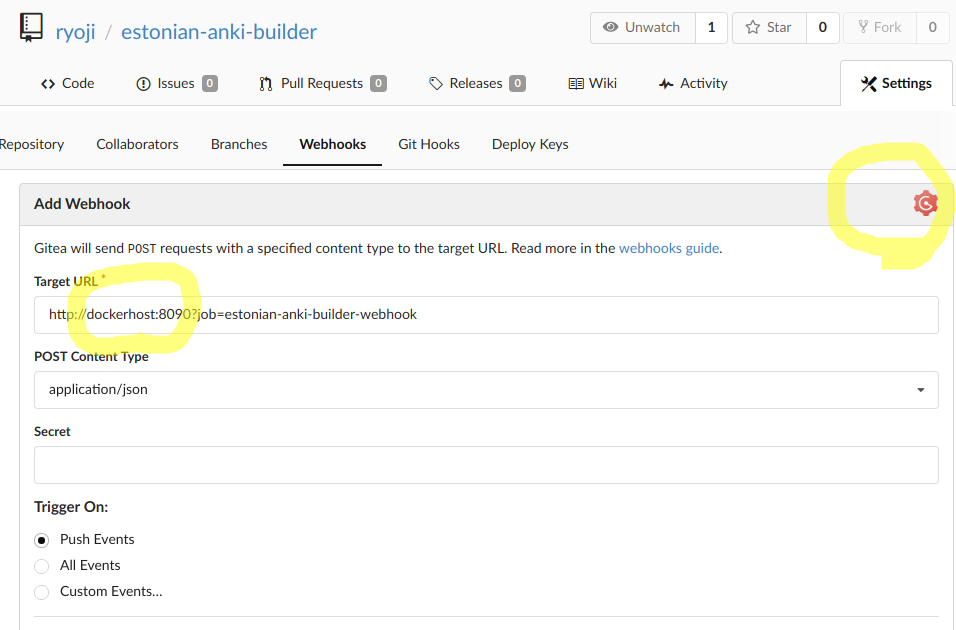 ryoji / estonian-anki-builder Unwatch 1 Star 0 Fork 0
Code Issues 0 Pull Requests 0 Releases 0 Wiki Activity Settings
Repository Collaborators Branches Webhooks Git Hooks Deploy Keys
Add Webhook
Gitea will send POST requests with a specified content type to the target URL. Read more in the webhooks guide.
Target URL *
http://dockerhost:8090?job=estonian-anki-builder-webhook
POST Content Type
application/json
Secret
Trigger On:
Push Events
All Events
Custom Events...